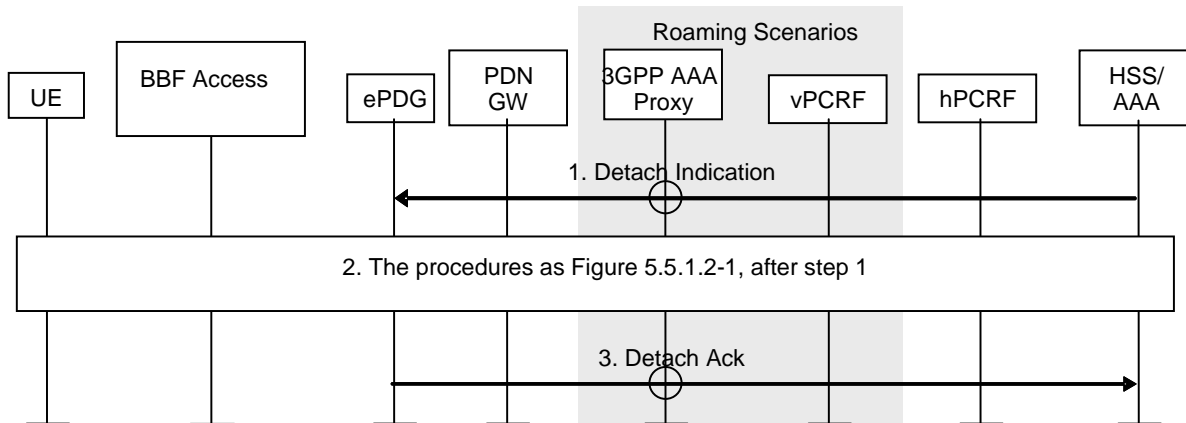 Roaming Scenarios
UE
BBF Access
ePDG
PDN
GW
3GPP AAA
Proxy
vPCRF
hPCRF
HSS/
AAA
1. Detach Indication
2. The procedures as Figure 5.5.1.2-1, after step 1
3. Detach Ack